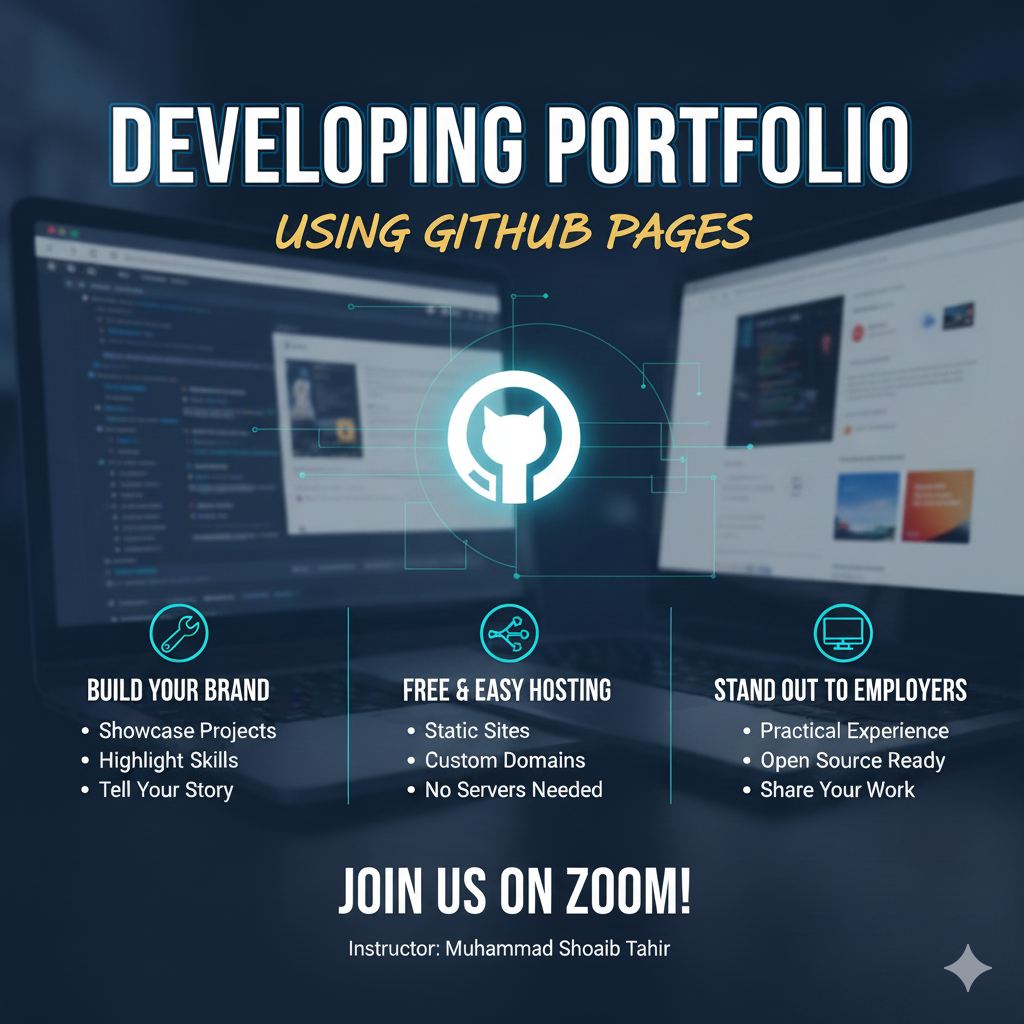 DEVELOPING PORTFOLIO
USING GITHUB PAGES
BUILD YOUR BRAND
• Showcase Projects
• Highlight Skills
• Tell Your Story
FREE & EASY HOSTING
• Static Sites
• Custom Domains
• No Servers Needed
STAND OUT TO EMPLOYERS
• Practical Experience
• Open Source Ready
• Share Your Work
JOIN US ON ZOOM!
Instructor: Muhammad Shoaib Tahir